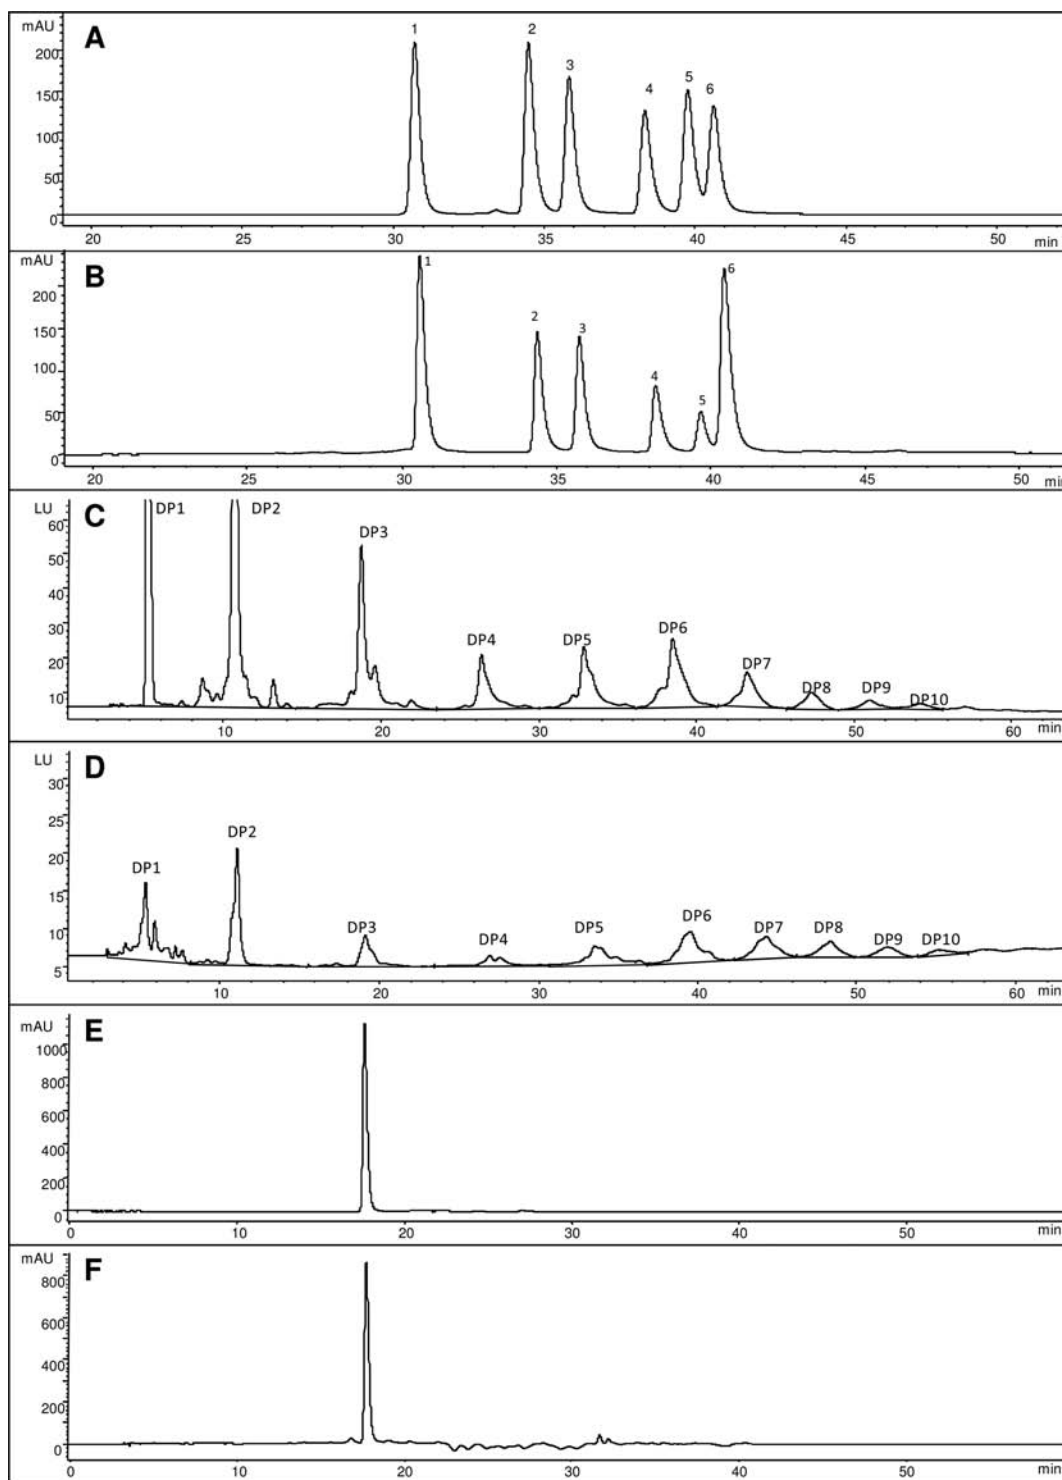 mAU A 1 2 3 4 5 6
200
150
100
50
0
20 25 30 35 40 45 50 min
mAU B 1 2 3 4 5 6
200
150
100
50
0
20 25 30 35 40 45 50 min
LU C DP1 DP2 DP3 DP4 DP5 DP6 DP7 DP8 DP9 DP10
60
50
40
30
20
10
10 20 30 40 50 60 min
LU D DP1 DP2 DP3 DP4 DP5 DP6 DP7 DP8 DP9 DP10
30
25
20
15
10
5
10 20 30 40 50 60 min
mAU E
1000
800
600
400
200
0
0 10 20 30 40 50 min
mAU F
800
600
400
200
0
0 10 20 30 40 50 min